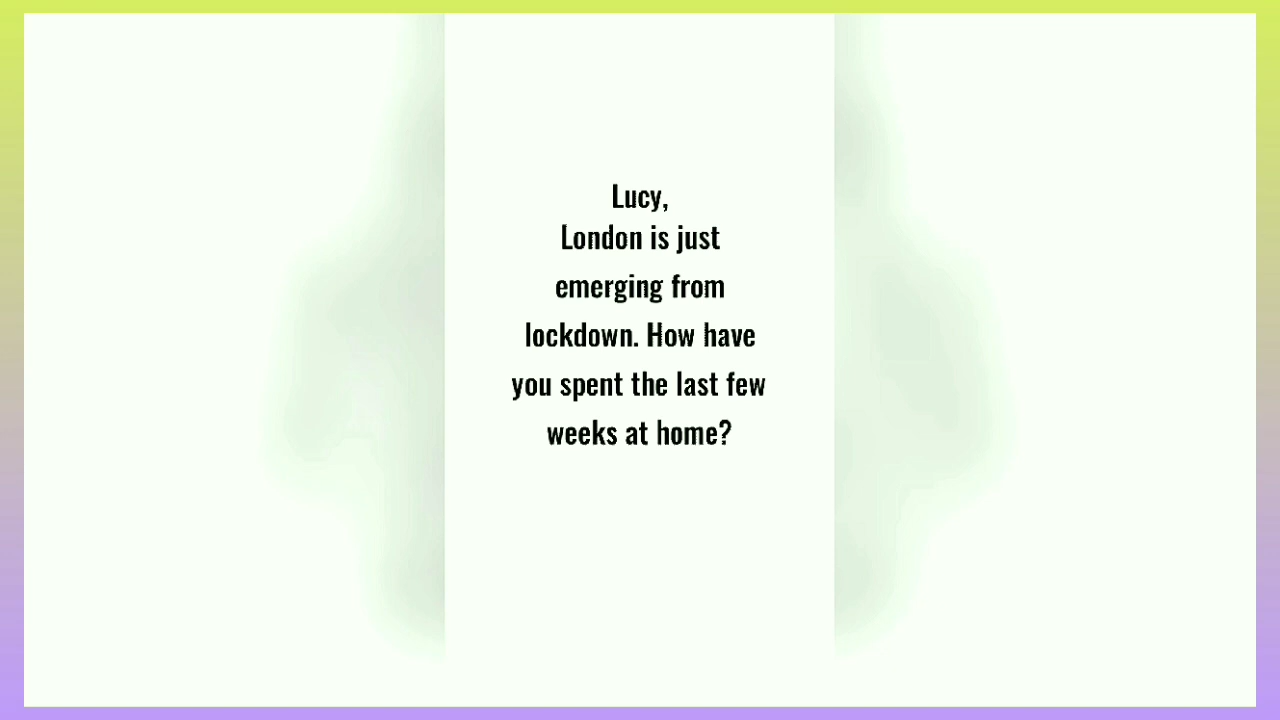 Lucy,
London is just
emerging from
lockdown. How have
you spent the last few
weeks at home?